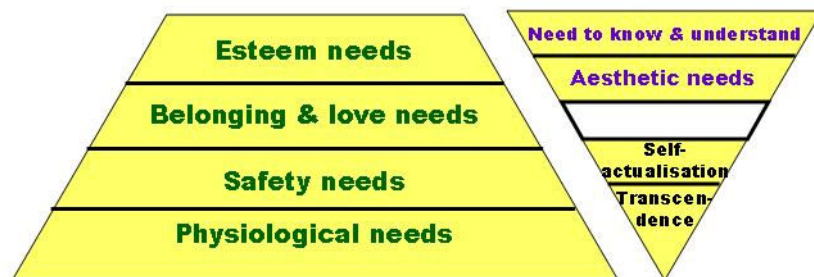 Esteem needs
Belonging & love needs
Safety needs
Physiological needs
Need to know & understand
Aesthetic needs
Self-
actualisation
Transcen-
dence